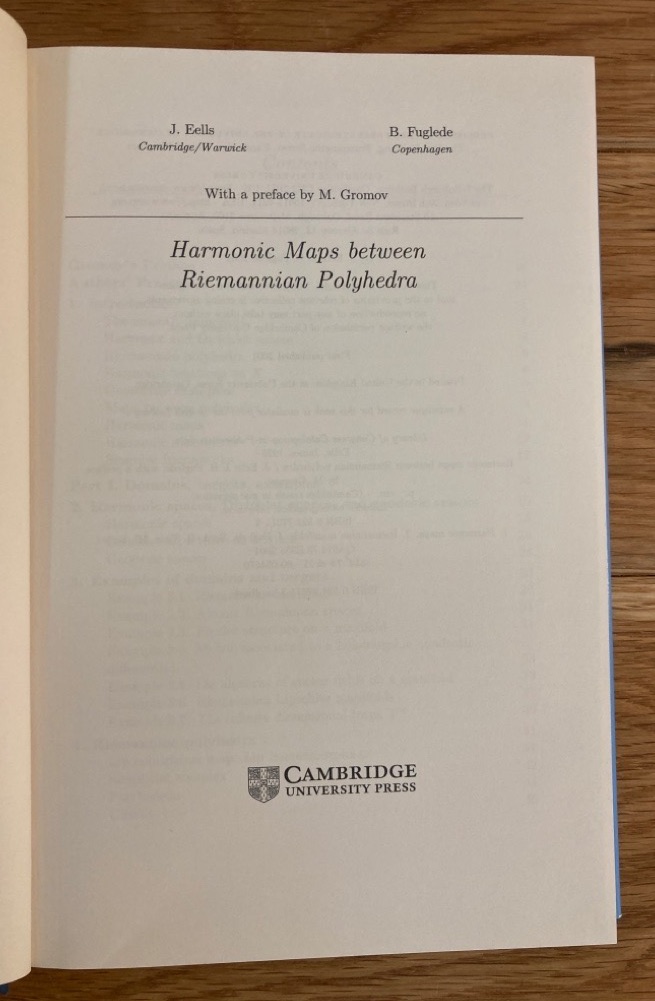 J. Eells
Cambridge/Warwick
B. Fuglede
Copenhagen
With a preface by M. Gromov
Harmonic Maps between
Riemannian Polyhedra
CAMBRIDGE
UNIVERSITY PRESS